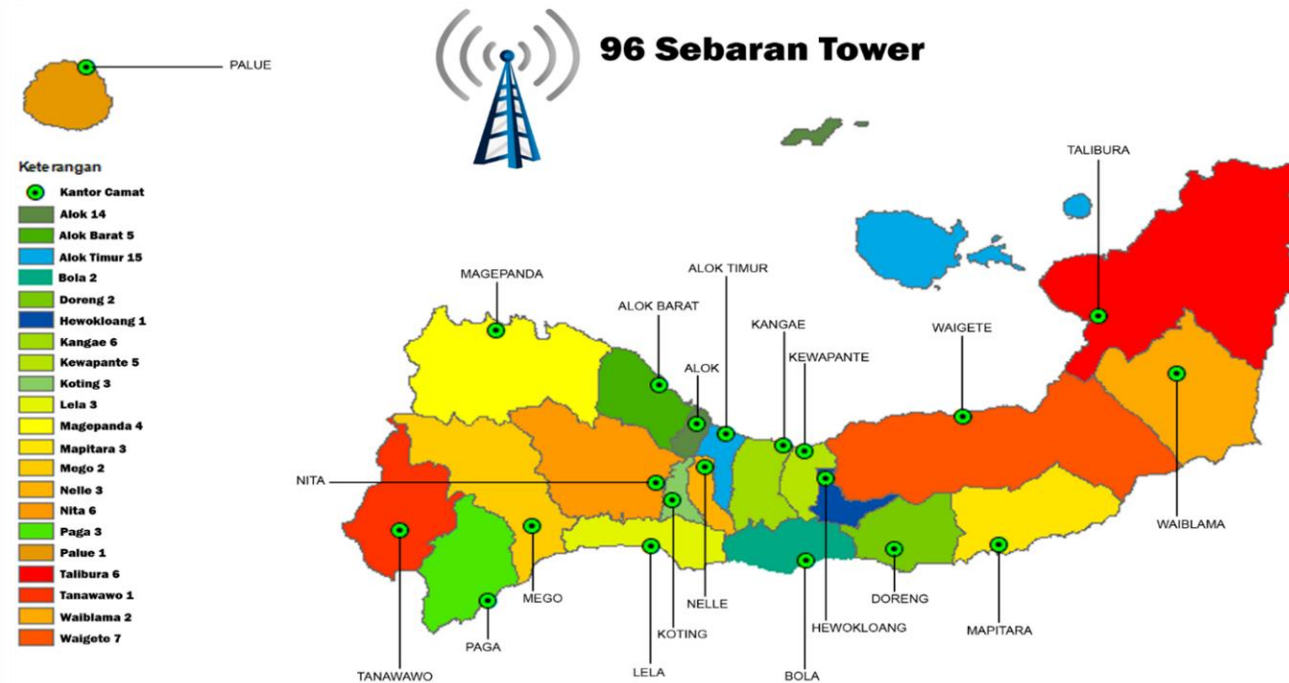 96 Sebaran Tower
PALUE
Keterangan
Kantor Camat
Alok 14
Alok Barat 5
Alok Timur 15
Bola 2
Doreng 2
Hewokloang 1
Kangae 6
Kewapante 5
Koting 3
Lela 3
Magepanda 4
Mapitara 3
Mego 2
Nelle 3
Nita 6
Paga 3
Palue 1
Talibura 6
Tanawawo 1
Waiblama 2
Waigete 7
TALIBURA
MAGEPANDA
ALOK TIMUR
ALOK BARAT
KANGAE
WAIGETE
KEWAPANTE
ALOK
NITA
WAIBLAMA
MEGO
NELLE
DORENG
HEWOKLOANG
MAPITARA
KOTING
PAGA
LELA
TANAWAWO
BOLA